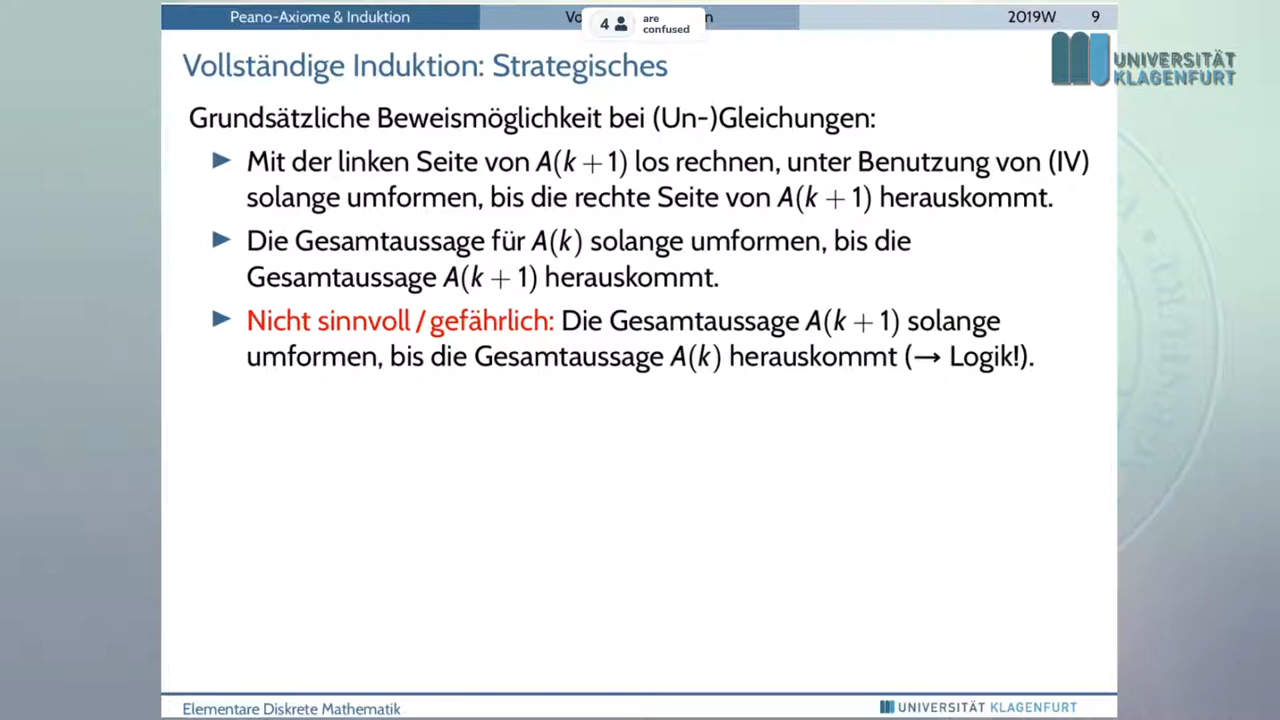 Peano-Axiome & Induktion
2019W 9
4 are
confused
Vollständige Induktion: Strategisches
UNIVERSITÄT
KLAGENFURT
Grundsätzliche Beweismöglichkeit bei (Un-)Gleichungen:
▶ Mit der linken Seite von A(k + 1) los rechnen, unter Benutzung von (IV)
solange umformen, bis die rechte Seite von A(k + 1) herauskommt.
▶ Die Gesamtaussage für A(k) solange umformen, bis die
Gesamtaussage A(k + 1) herauskommt.
▶ Nicht sinnvoll / gefährlich: Die Gesamtaussage A(k + 1) solange
umformen, bis die Gesamtaussage A(k) herauskommt (→ Logik!).
Elementare Diskrete Mathematik
UNIVERSITÄT KLAGENFURT